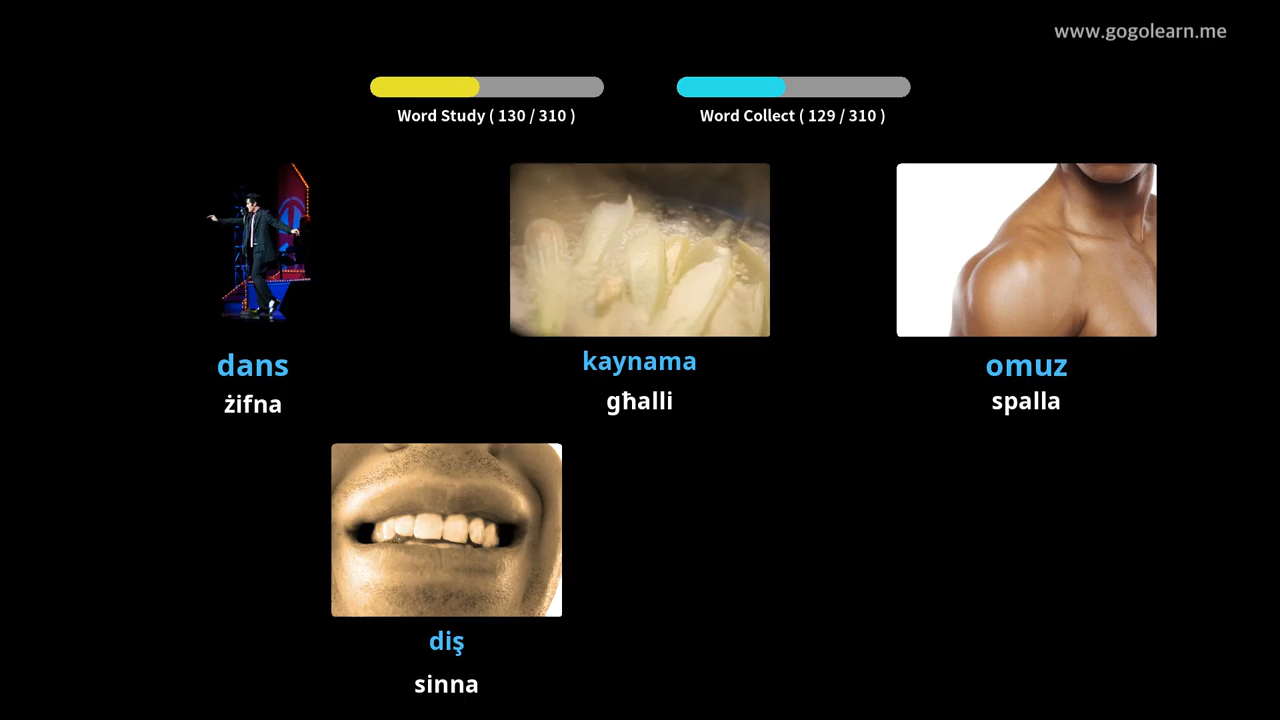 www.gogolearn.me
Word Study ( 130 / 310 )
Word Collect ( 129 / 310 )
dans
żifna
kaynama
għalli
omuz
spalla
diş
sinna